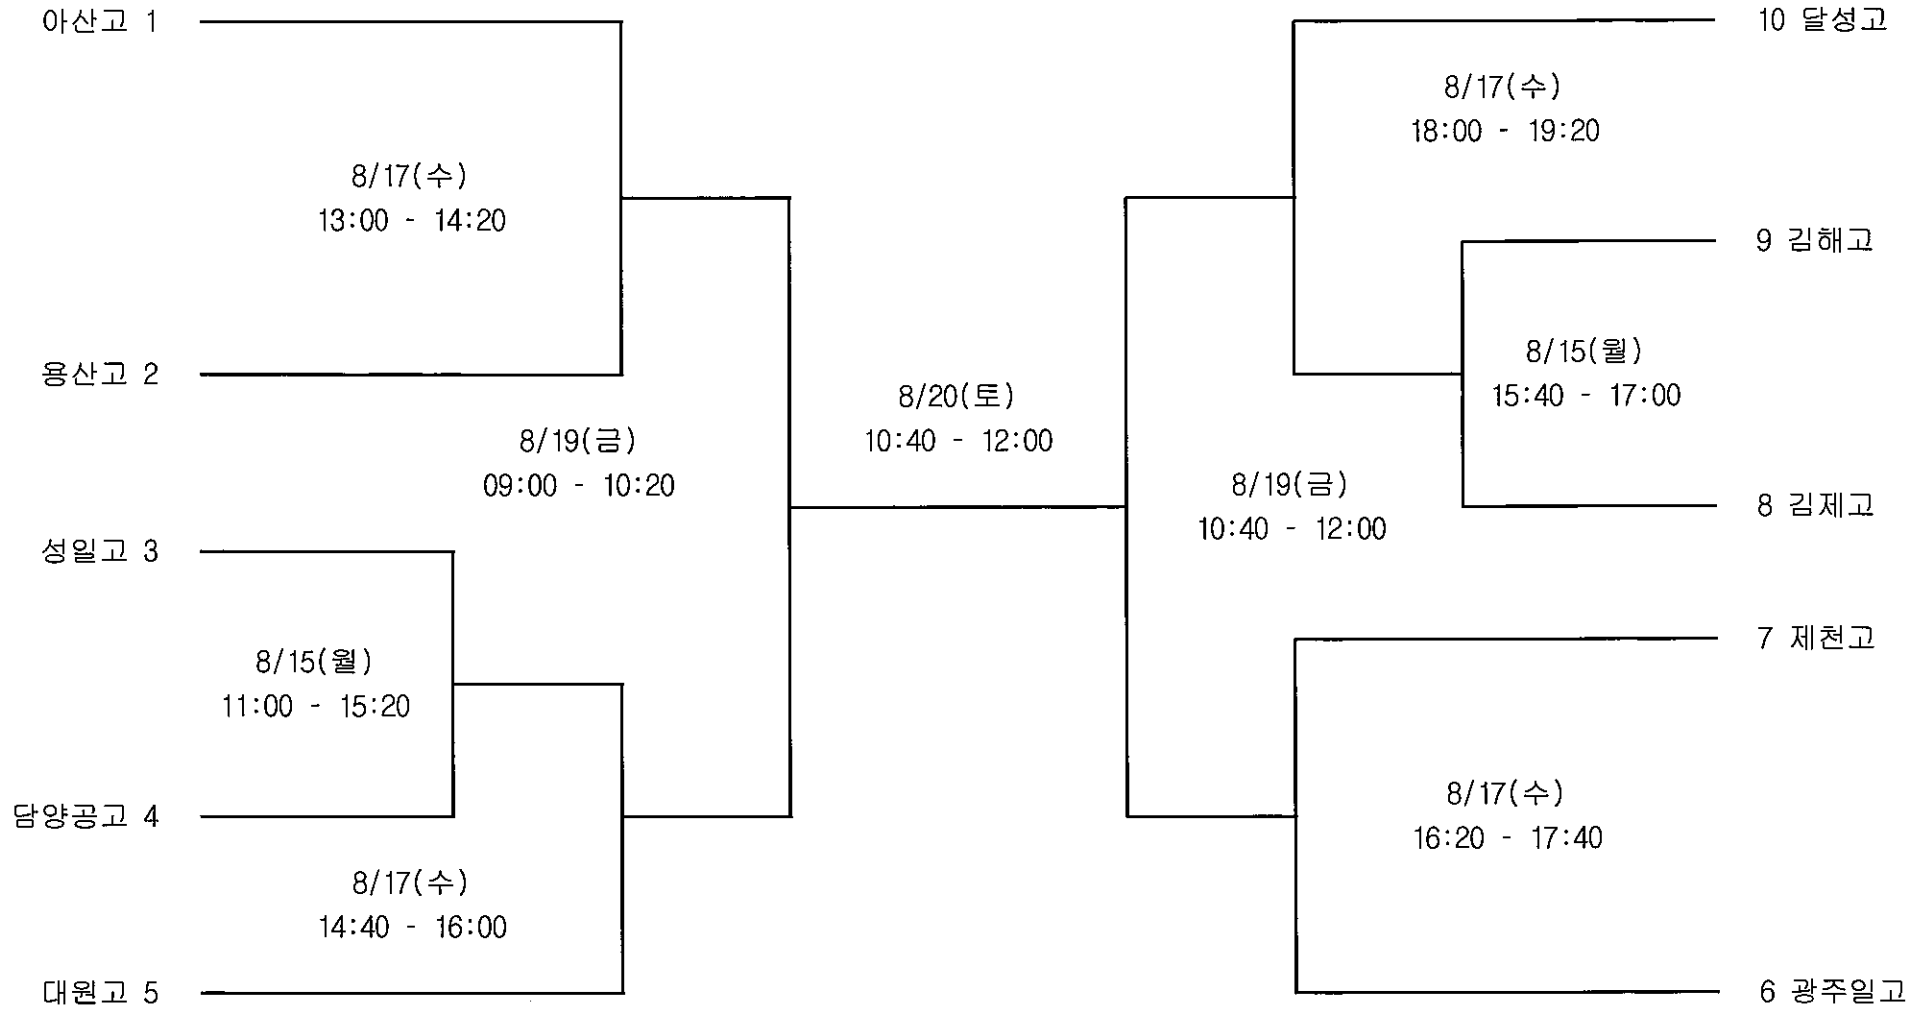 아산고 1
8/17(수)
13:00 - 14:20
용산고 2
8/19(금)
09:00 - 10:20
성일고 3
8/15(월)
11:00 - 15:20
담양공고 4
8/17(수)
14:40 - 16:00
대원고 5
8/20(토)
10:40 - 12:00
10 달성고
8/17(수)
18:00 - 19:20
9 김해고
8/15(월)
15:40 - 17:00
8 김제고
8/19(금)
10:40 - 12:00
7 제천고
8/17(수)
16:20 - 17:40
6 광주일고